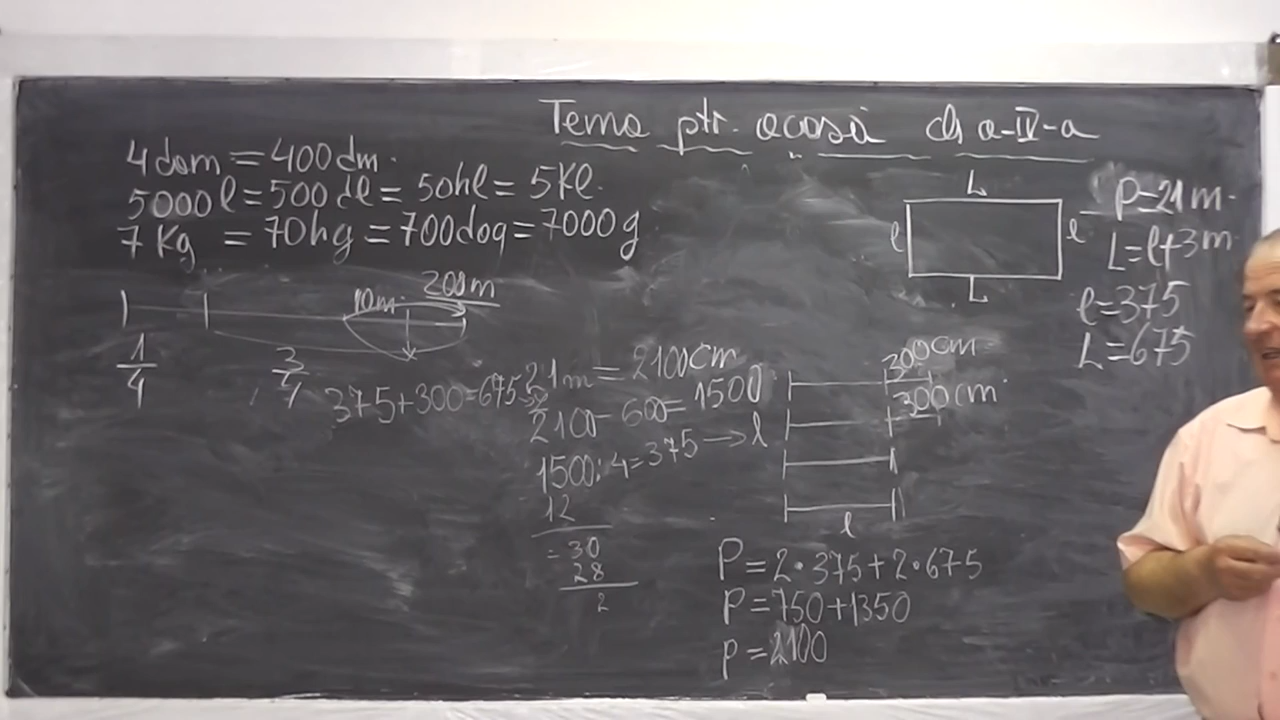 Tema ptr. acasă cls a-IV-a
4 dam = 400 dm.
5000 l = 500 dl = 50 hl = 5 Kl.
7 Kg = 70 hg = 700 dag = 7000 g
L
l
l
L
P = 21 m.
L = l + 3 m.
l = 375
L = 675
10m.
200m
1/4
3/4
375 + 300 = 675 → L
21 m = 2100 cm
2100 - 600 = 1500
1500 : 4 = 375 → l
12
= 30
28
2
300 cm
300 cm
l
P = 2 · 375 + 2 · 675
P = 750 + 1350
p = 2100